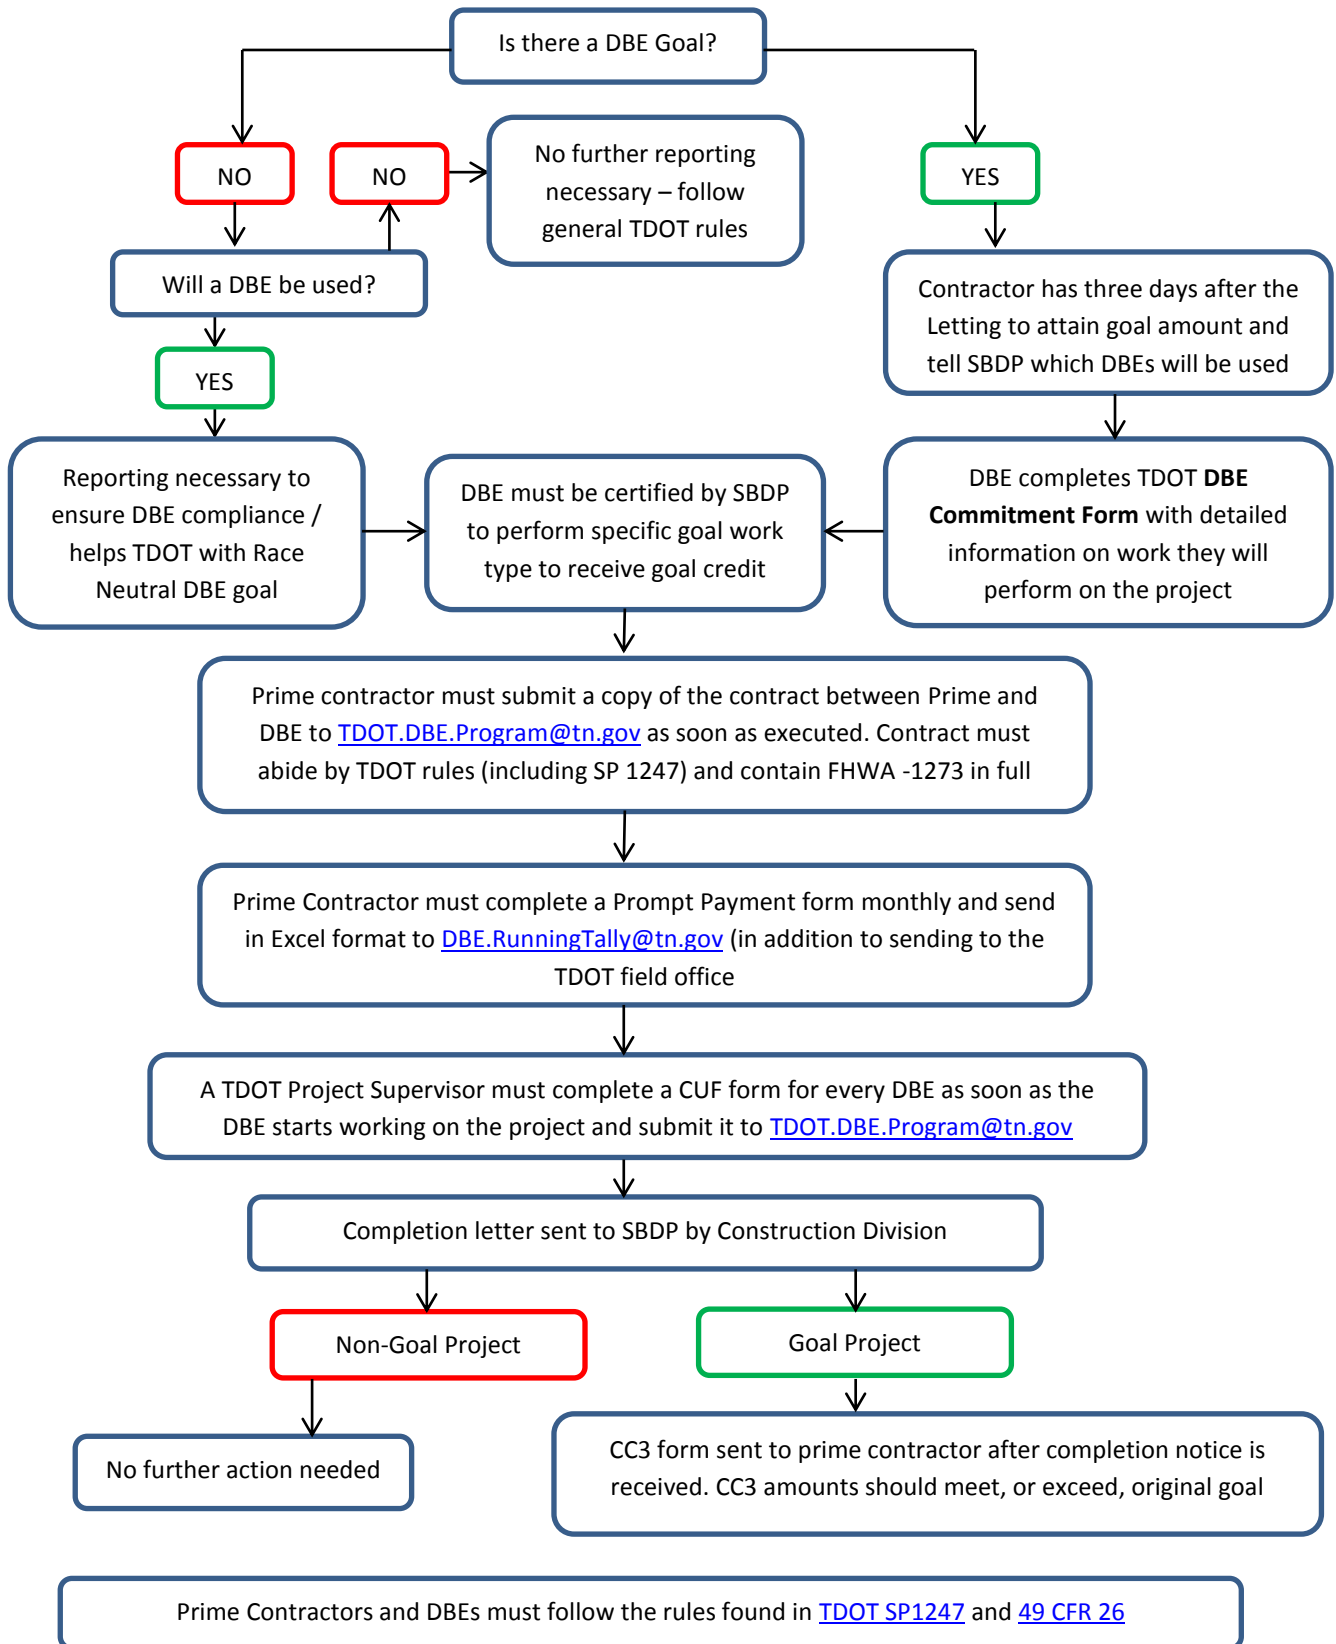 Is there a DBE Goal?
NO
NO
No further reporting
necessary – follow
general TDOT rules
YES
Will a DBE be used?
Contractor has three days after the
Letting to attain goal amount and
tell SBDP which DBEs will be used
YES
Reporting necessary to
ensure DBE compliance /
helps TDOT with Race
Neutral DBE goal
DBE must be certified by SBDP
to perform specific goal work
type to receive goal credit
DBE completes TDOT DBE
Commitment Form with detailed
information on work they will
perform on the project
Prime contractor must submit a copy of the contract between Prime and
DBE to TDOT.DBE.Program@tn.gov as soon as executed. Contract must
abide by TDOT rules (including SP 1247) and contain FHWA -1273 in full
Prime Contractor must complete a Prompt Payment form monthly and send
in Excel format to DBE.RunningTally@tn.gov (in addition to sending to the
TDOT field office
A TDOT Project Supervisor must complete a CUF form for every DBE as soon as the
DBE starts working on the project and submit it to TDOT.DBE.Program@tn.gov
Completion letter sent to SBDP by Construction Division
Non-Goal Project
Goal Project
No further action needed
CC3 form sent to prime contractor after completion notice is
received. CC3 amounts should meet, or exceed, original goal
Prime Contractors and DBEs must follow the rules found in TDOT SP1247 and 49 CFR 26